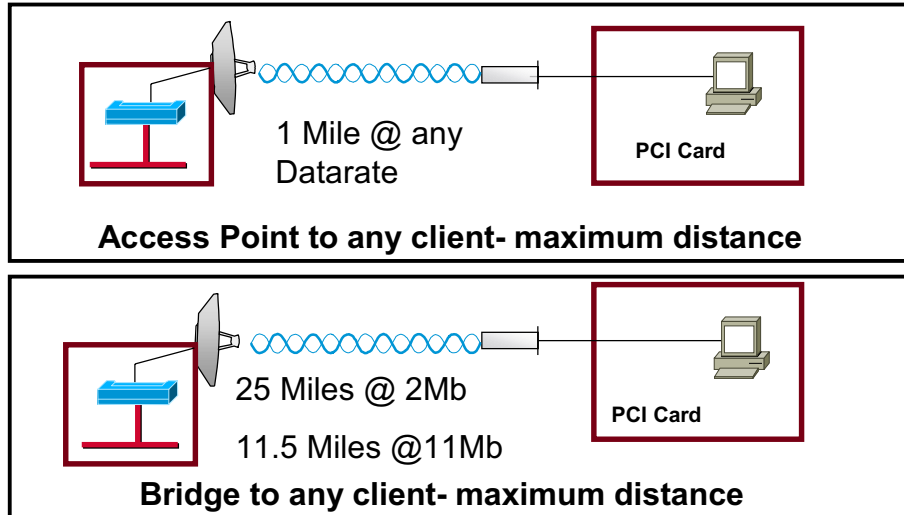 1 Mile @ any
Datarate
PCI Card
Access Point to any client- maximum distance
25 Miles @ 2Mb
11.5 Miles @11Mb
PCI Card
Bridge to any client- maximum distance